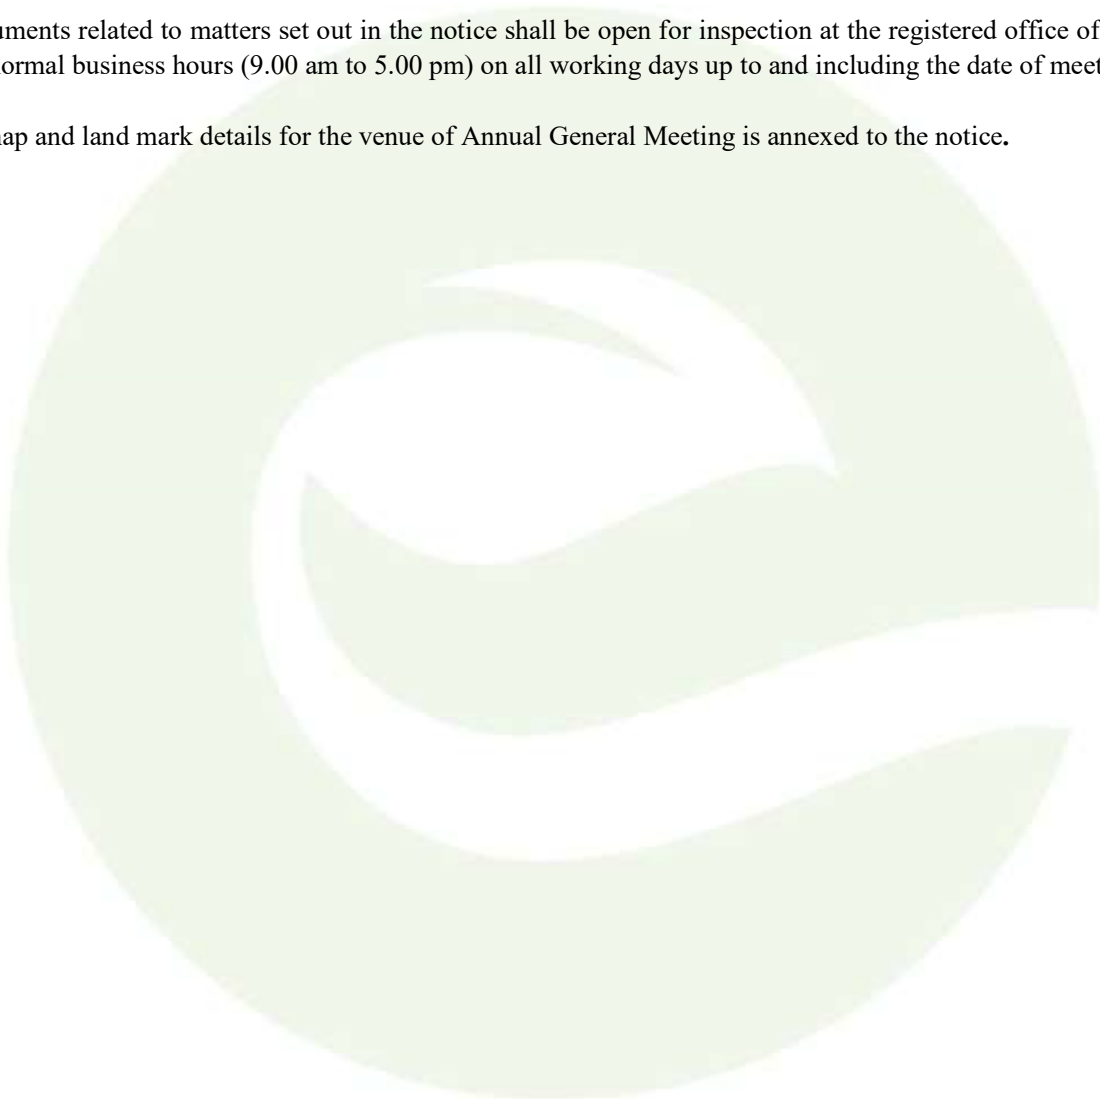 uments related to matters set out in the notice shall be open for inspection at the registered office of
ormal business hours (9.00 am to 5.00 pm) on all working days up to and including the date of meet
ap and land mark details for the venue of Annual General Meeting is annexed to the notice.